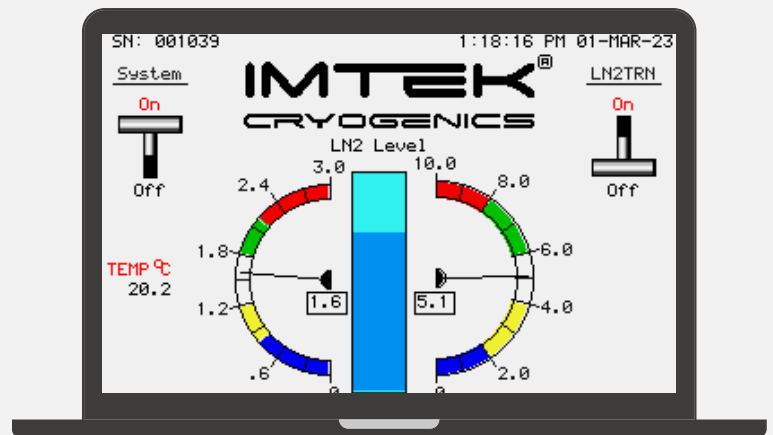 SN: 001039
1:18:16 PM 01-MAR-23
System
IMTEK®
LN2TRN
On
CRYOGENICS
On
LN2 Level
Off
3.0
10.0
Off
2.4
8.0
1.8
6.0
TEMP ºC
20.2
1.6
5.1
1.2
4.0
.6
2.0
0
0